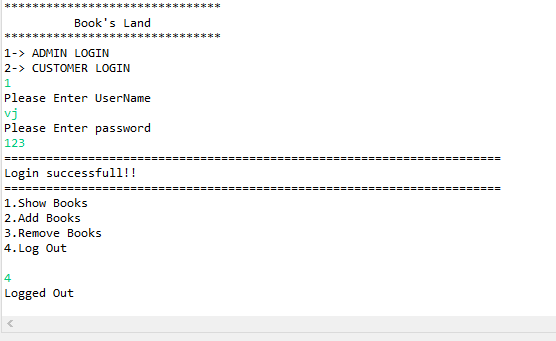 *******************************
Book's Land
*******************************
1-> ADMIN LOGIN
2-> CUSTOMER LOGIN
1
Please Enter UserName
vj
Please Enter password
123
=======================================================================
Login successfull!!
=======================================================================
1.Show Books
2.Add Books
3.Remove Books
4.Log Out
4
Logged Out